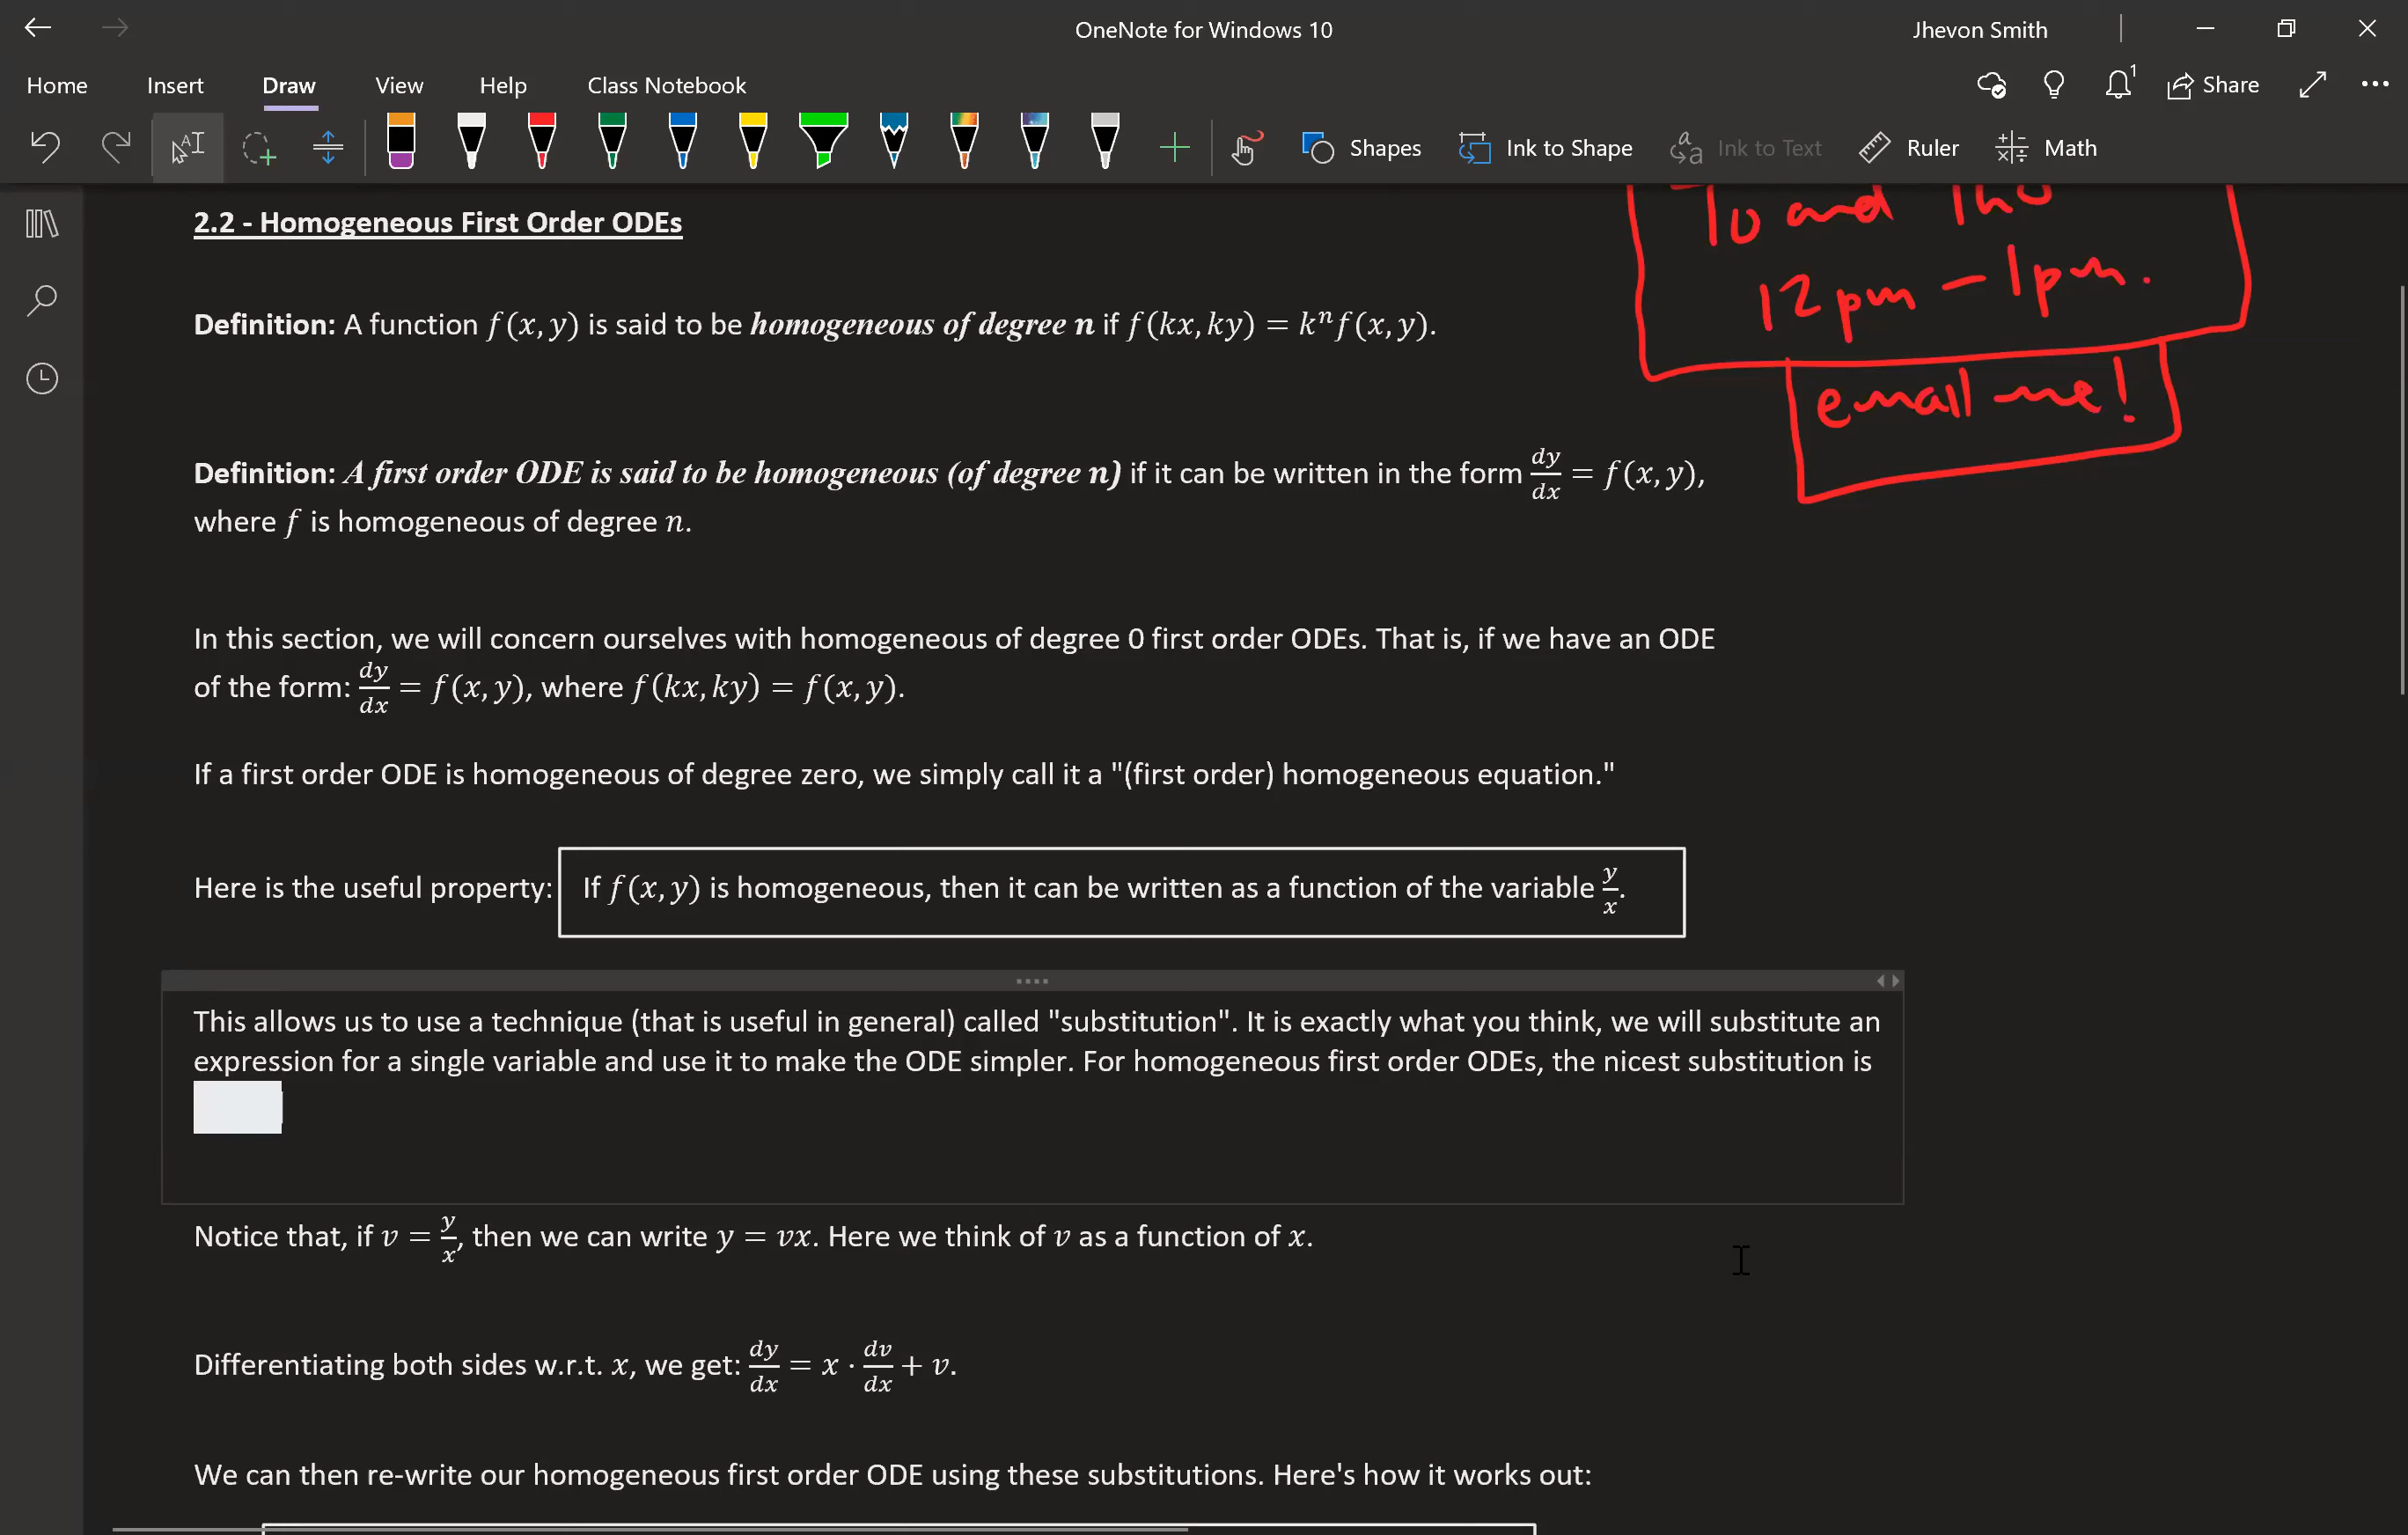 OneNote for Windows 10
Jhevon Smith
Home Insert Draw View Help Class Notebook
1
Share
Shapes Ink to Shape Ink to Text Ruler Math
2.2 - Homogeneous First Order ODEs
and
12pm - 1pm.
Definition: A function f(x, y) is said to be homogeneous of degree n if f(kx, ky) = kⁿf(x, y).
email me!
Definition: A first order ODE is said to be homogeneous (of degree n) if it can be written in the form dy/dx = f(x, y),
where f is homogeneous of degree n.
In this section, we will concern ourselves with homogeneous of degree 0 first order ODEs. That is, if we have an ODE
of the form: dy/dx = f(x, y), where f(kx, ky) = f(x, y).
If a first order ODE is homogeneous of degree zero, we simply call it a "(first order) homogeneous equation."
Here is the useful property: If f(x, y) is homogeneous, then it can be written as a function of the variable y/x.
This allows us to use a technique (that is useful in general) called "substitution". It is exactly what you think, we will substitute an
expression for a single variable and use it to make the ODE simpler. For homogeneous first order ODEs, the nicest substitution is
Notice that, if v = y/x, then we can write y = vx. Here we think of v as a function of x.
Differentiating both sides w.r.t. x, we get: dy/dx = x · dv/dx + v.
We can then re-write our homogeneous first order ODE using these substitutions. Here's how it works out: